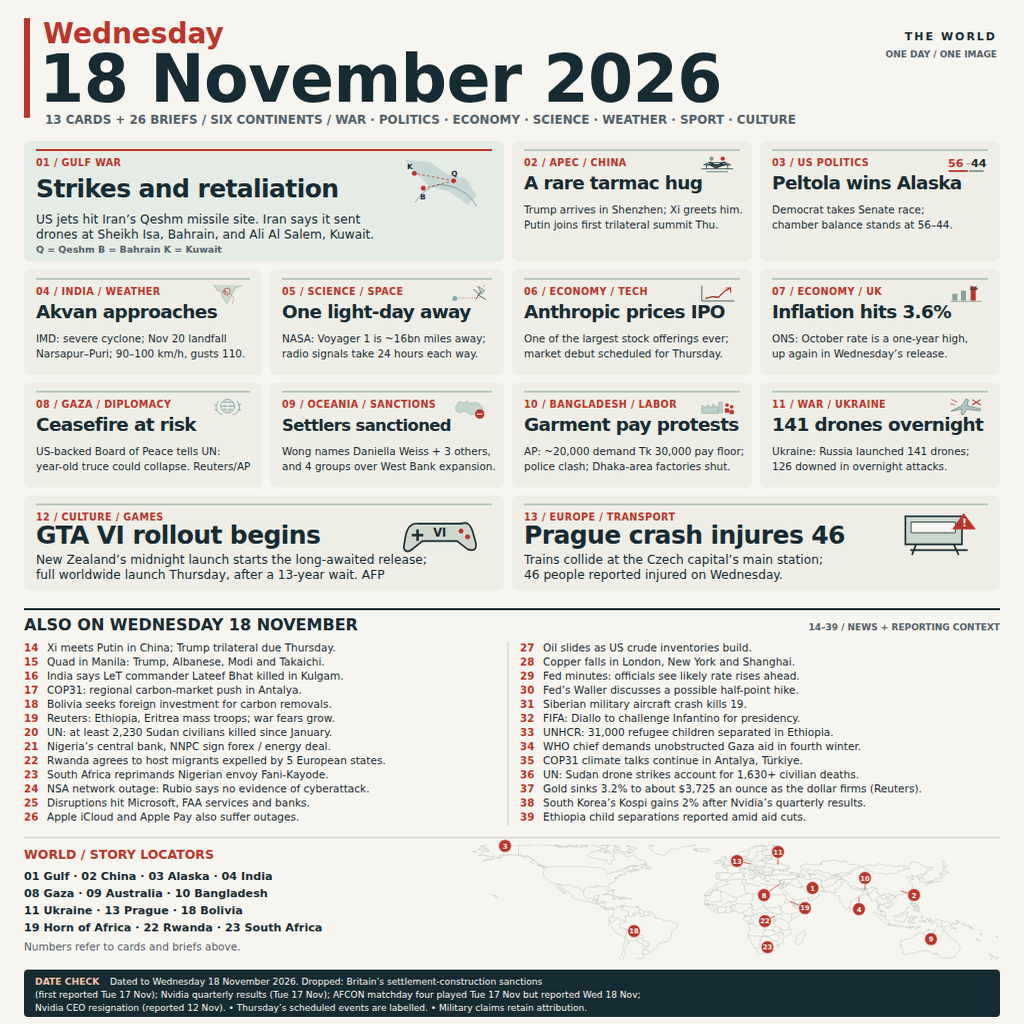 Wednesday
18 November 2026
THE WORLD
ONE DAY / ONE IMAGE
13 CARDS + 26 BRIEFS / SIX CONTINENTS / WAR · POLITICS · ECONOMY · SCIENCE · WEATHER · SPORT · CULTURE
01 / GULF WAR
Strikes and retaliation
US jets hit Iran’s Qeshm missile site. Iran says it sent
drones at Sheikh Isa, Bahrain, and Ali Al Salem, Kuwait.
Q = Qeshm B = Bahrain K = Kuwait
K
Q
B
02 / APEC / CHINA
A rare tarmac hug
Trump arrives in Shenzhen; Xi greets him.
Putin joins first trilateral summit Thu.
03 / US POLITICS
56–44
Peltola wins Alaska
Democrat takes Senate race;
chamber balance stands at 56–44.
04 / INDIA / WEATHER
Akvan approaches
IMD: severe cyclone; Nov 20 landfall
Narsapur–Puri; 90–100 km/h, gusts 110.
05 / SCIENCE / SPACE
One light-day away
NASA: Voyager 1 is ~16bn miles away;
radio signals take 24 hours each way.
06 / ECONOMY / TECH
Anthropic prices IPO
One of the largest stock offerings ever;
market debut scheduled for Thursday.
07 / ECONOMY / UK
Inflation hits 3.6%
ONS: October rate is a one-year high,
up again in Wednesday’s release.
08 / GAZA / DIPLOMACY
Ceasefire at risk
US-backed Board of Peace tells UN:
year-old truce could collapse. Reuters/AP
09 / OCEANIA / SANCTIONS
Settlers sanctioned
Wong names Daniella Weiss + 3 others,
and 4 groups over West Bank expansion.
10 / BANGLADESH / LABOR
Garment pay protests
AP: ~20,000 demand Tk 30,000 pay floor;
police clash; Dhaka-area factories shut.
11 / WAR / UKRAINE
141 drones overnight
Ukraine: Russia launched 141 drones;
126 downed in overnight attacks.
12 / CULTURE / GAMES
GTA VI rollout begins
New Zealand’s midnight launch starts the long-awaited release;
full worldwide launch Thursday, after a 13-year wait. AFP
VI
13 / EUROPE / TRANSPORT
Prague crash injures 46
Trains collide at the Czech capital’s main station;
46 people reported injured on Wednesday.
!
ALSO ON WEDNESDAY 18 NOVEMBER
14–39 / NEWS + REPORTING CONTEXT
14 Xi meets Putin in China; Trump trilateral due Thursday.
15 Quad in Manila: Trump, Albanese, Modi and Takaichi.
16 India says LeT commander Lateef Bhat killed in Kulgam.
17 COP31: regional carbon-market push in Antalya.
18 Bolivia seeks foreign investment for carbon removals.
19 Reuters: Ethiopia, Eritrea mass troops; war fears grow.
20 UN: at least 2,230 Sudan civilians killed since January.
21 Nigeria’s central bank, NNPC sign forex / energy deal.
22 Rwanda agrees to host migrants expelled by 5 European states.
23 South Africa reprimands Nigerian envoy Fani-Kayode.
24 NSA network outage: Rubio says no evidence of cyberattack.
25 Disruptions hit Microsoft, FAA services and banks.
26 Apple iCloud and Apple Pay also suffer outages.
27 Oil slides as US crude inventories build.
28 Copper falls in London, New York and Shanghai.
29 Fed minutes: officials see likely rate rises ahead.
30 Fed’s Waller discusses a possible half-point hike.
31 Siberian military aircraft crash kills 19.
32 FIFA: Diallo to challenge Infantino for presidency.
33 UNHCR: 31,000 refugee children separated in Ethiopia.
34 WHO chief demands unobstructed Gaza aid in fourth winter.
35 COP31 climate talks continue in Antalya, Türkiye.
36 UN: Sudan drone strikes account for 1,630+ civilian deaths.
37 Gold sinks 3.2% to about $3,725 an ounce as the dollar firms (Reuters).
38 South Korea’s Kospi gains 2% after Nvidia’s quarterly results.
39 Ethiopia child separations reported amid aid cuts.
WORLD / STORY LOCATORS
01 Gulf · 02 China · 03 Alaska · 04 India
08 Gaza · 09 Australia · 10 Bangladesh
11 Ukraine · 13 Prague · 18 Bolivia
19 Horn of Africa · 22 Rwanda · 23 South Africa
Numbers refer to cards and briefs above.
3
11
13
10
1
8
2
19
4
22
18
9
23
DATE CHECK Dated to Wednesday 18 November 2026. Dropped: Britain’s settlement-construction sanctions
(first reported Tue 17 Nov); Nvidia quarterly results (Tue 17 Nov); AFCON matchday four played Tue 17 Nov but reported Wed 18 Nov;
Nvidia CEO resignation (reported 12 Nov). • Thursday’s scheduled events are labelled. • Military claims retain attribution.